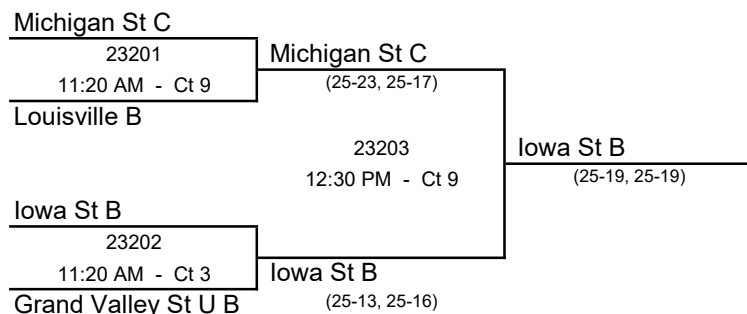 Michigan St C
23201
11:20 AM - Ct 9
Louisville B
Michigan St C
(25-23, 25-17)
23203
12:30 PM - Ct 9
Iowa St B
(25-19, 25-19)
Iowa St B
23202
11:20 AM - Ct 3
Grand Valley St U B
Iowa St B
(25-13, 25-16)